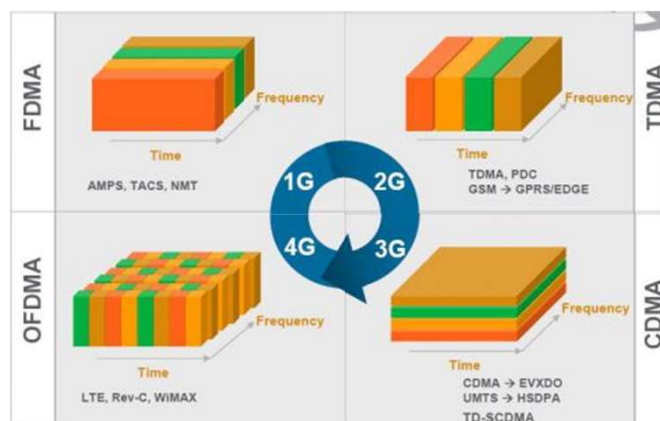 FDMA
Frequency
Time
AMPS, TACS, NMT
TDMA
Frequency
Time
TDMA, PDC
GSM → GPRS/EDGE
1G
2G
4G
3G
OFDMA
Frequency
Time
LTE, Rev-C, WiMAX
CDMA
Frequency
Time
CDMA → EVXDO
UMTS → HSDPA
TD-SCDMA